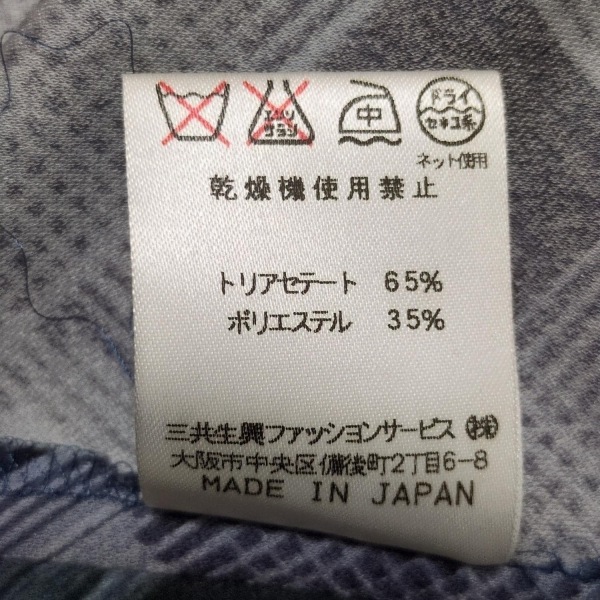 エンソ
サラシ
中
ドライ
セキユ系
ネット使用
乾燥機使用禁止
トリアセテート 65%
ポリエステル 35%
三共生興ファッションサービス㈱
大阪市中央区備後町2丁目6-8
MADE IN JAPAN